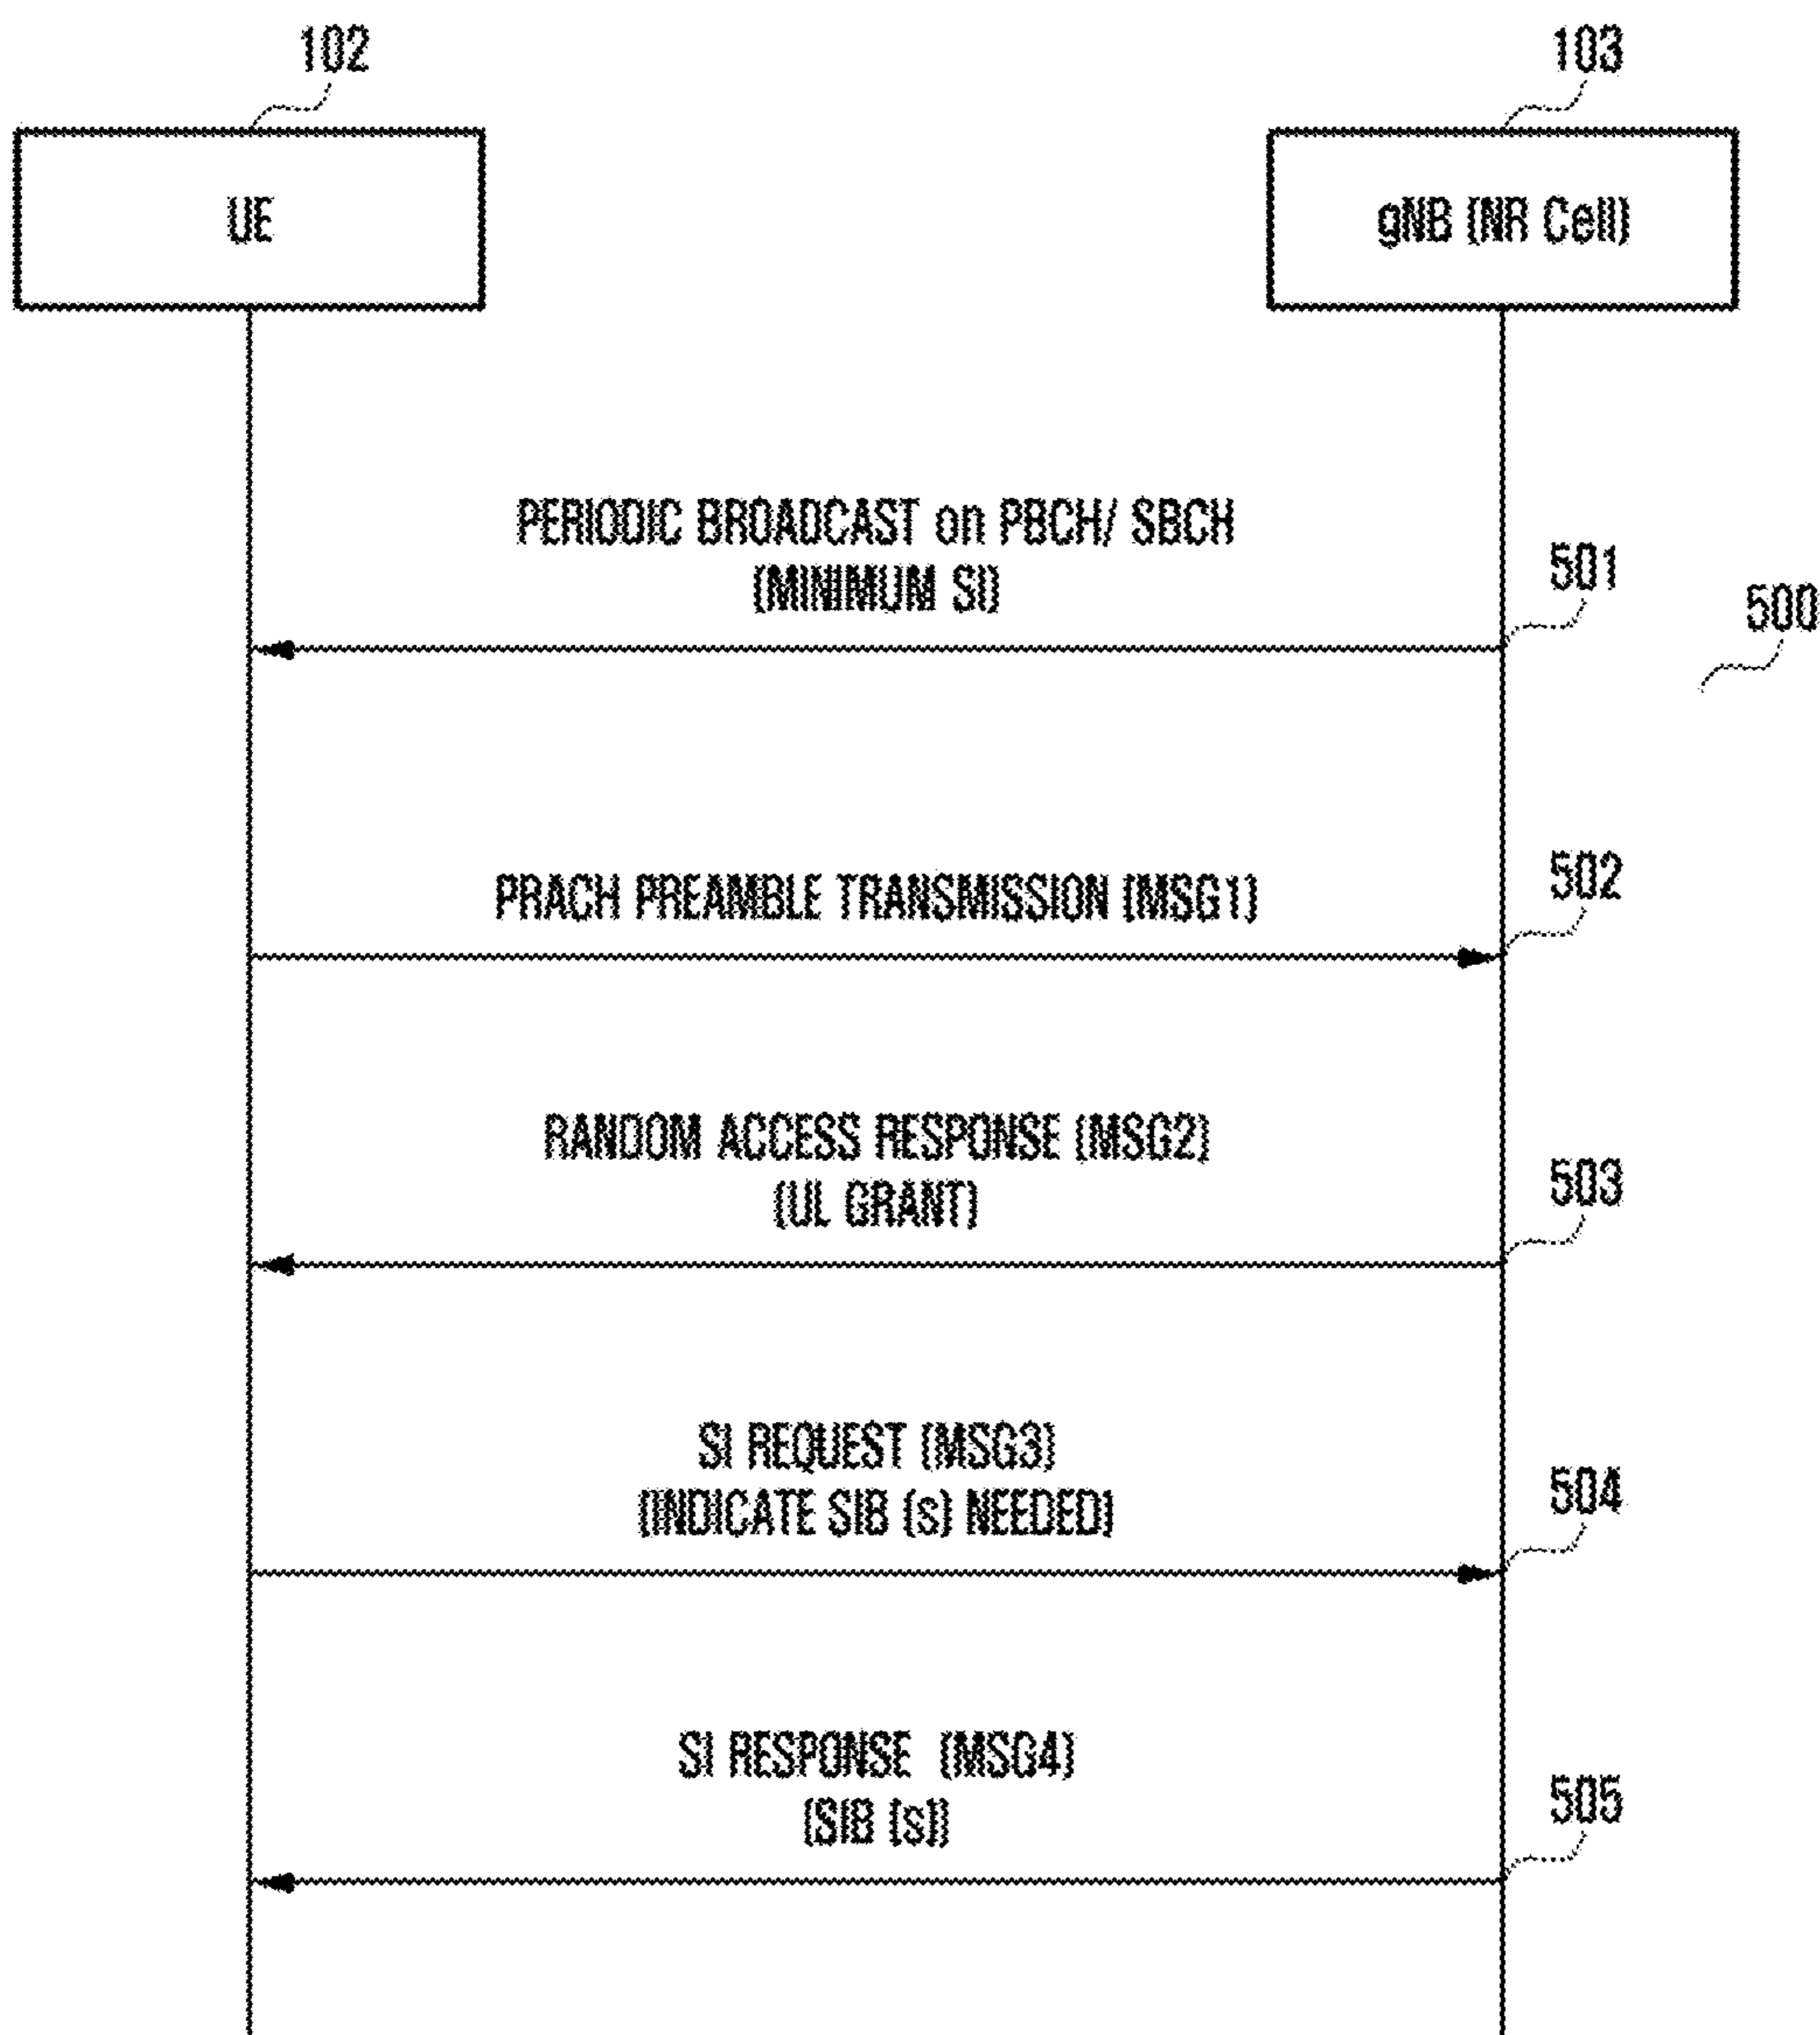 102
103
UE
gNB (NR Cell)
PERIODIC BROADCAST on PBCH/ SBCH
(MINIMUM SI)
501
500
PRACH PREAMBLE TRANSMISSION (MSG1)
502
RANDOM ACCESS RESPONSE (MSG2)
(UL GRANT)
503
SI REQUEST (MSG3)
(INDICATE SIB (s) NEEDED)
504
SI RESPONSE (MSG4)
(SIB (s))
505